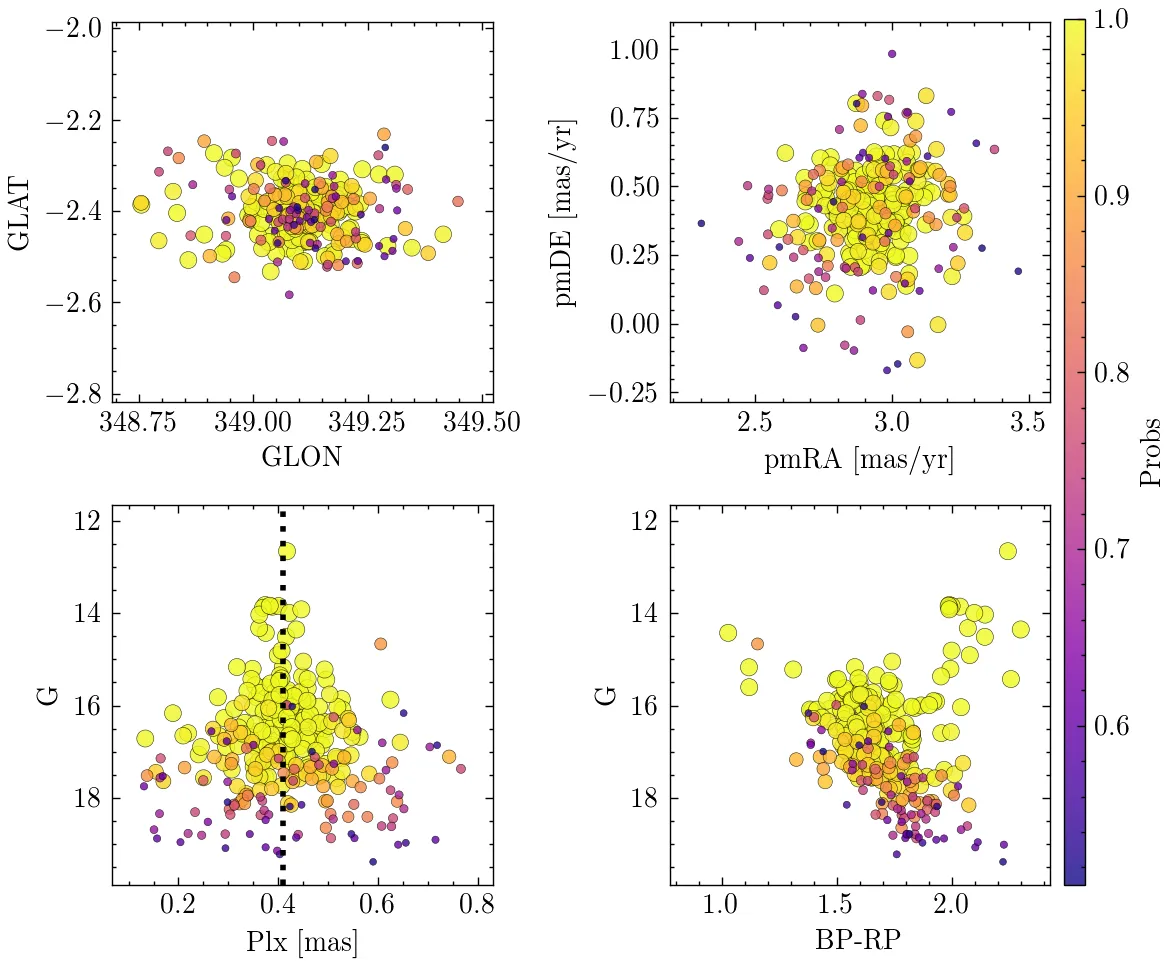 −2.0
−2.2
−2.4
−2.6
−2.8
GLAT
348.75 349.00 349.25 349.50
GLON
1.00
0.75
0.50
0.25
0.00
−0.25
pmDE [mas/yr]
2.5 3.0 3.5
pmRA [mas/yr]
1.0
0.9
0.8
0.7
0.6
Probs
12
14
16
18
G
0.2 0.4 0.6 0.8
Plx [mas]
12
14
16
18
G
1.0 1.5 2.0
BP-RP